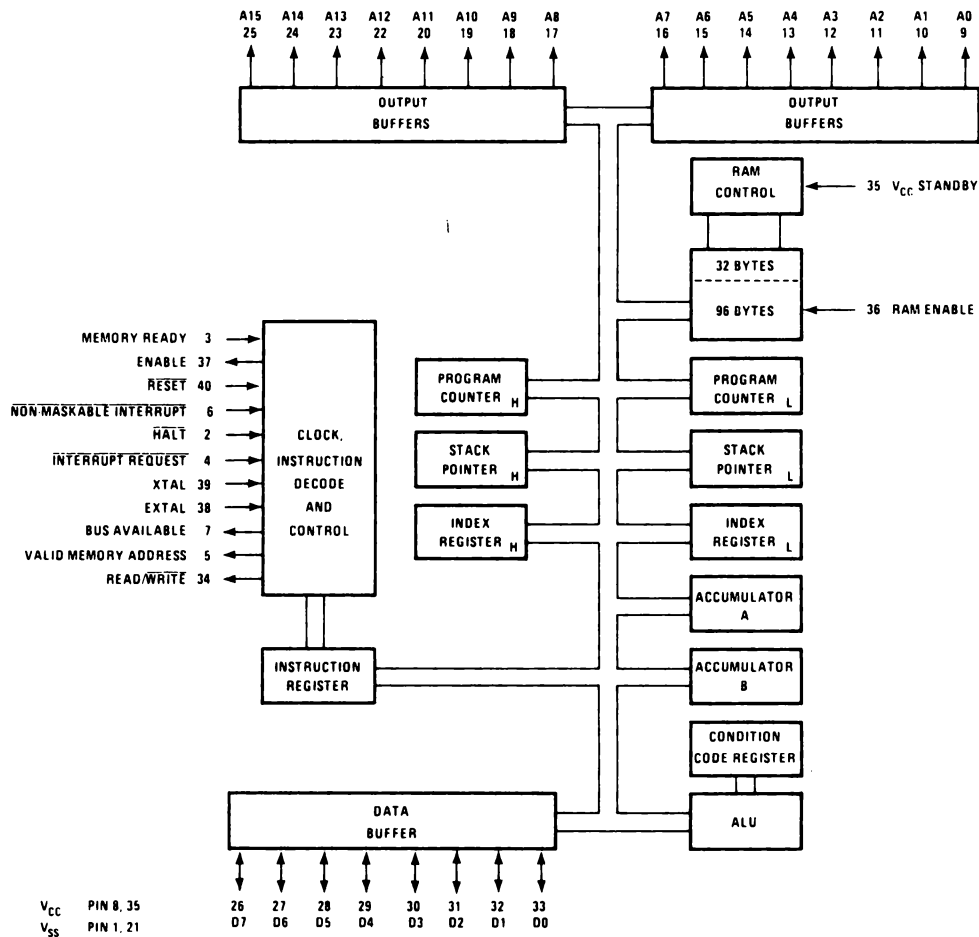 A15 A14 A13 A12 A11 A10 A9 A8 A7 A6 A5 A4 A3 A2 A1 A0
25 24 23 22 20 19 18 17 16 15 14 13 12 11 10 9
OUTPUT
BUFFERS
OUTPUT
BUFFERS
RAM
CONTROL
35 VCC STANDBY
32 BYTES
96 BYTES
36 RAM ENABLE
MEMORY READY 3
ENABLE 37
RESET 40
NON-MASKABLE INTERRUPT 6
HALT 2
INTERRUPT REQUEST 4
XTAL 39
EXTAL 38
BUS AVAILABLE 7
VALID MEMORY ADDRESS 5
READ/WRITE 34
CLOCK,
INSTRUCTION
DECODE
AND
CONTROL
PROGRAM
COUNTER H
PROGRAM
COUNTER L
STACK
POINTER H
STACK
POINTER L
INDEX
REGISTER H
INDEX
REGISTER L
ACCUMULATOR
A
INSTRUCTION
REGISTER
ACCUMULATOR
B
CONDITION
CODE REGISTER
DATA
BUFFER
ALU
26 27 28 29 30 31 32 33
D7 D6 D5 D4 D3 D2 D1 D0
VCC PIN 8, 35
VSS PIN 1, 21